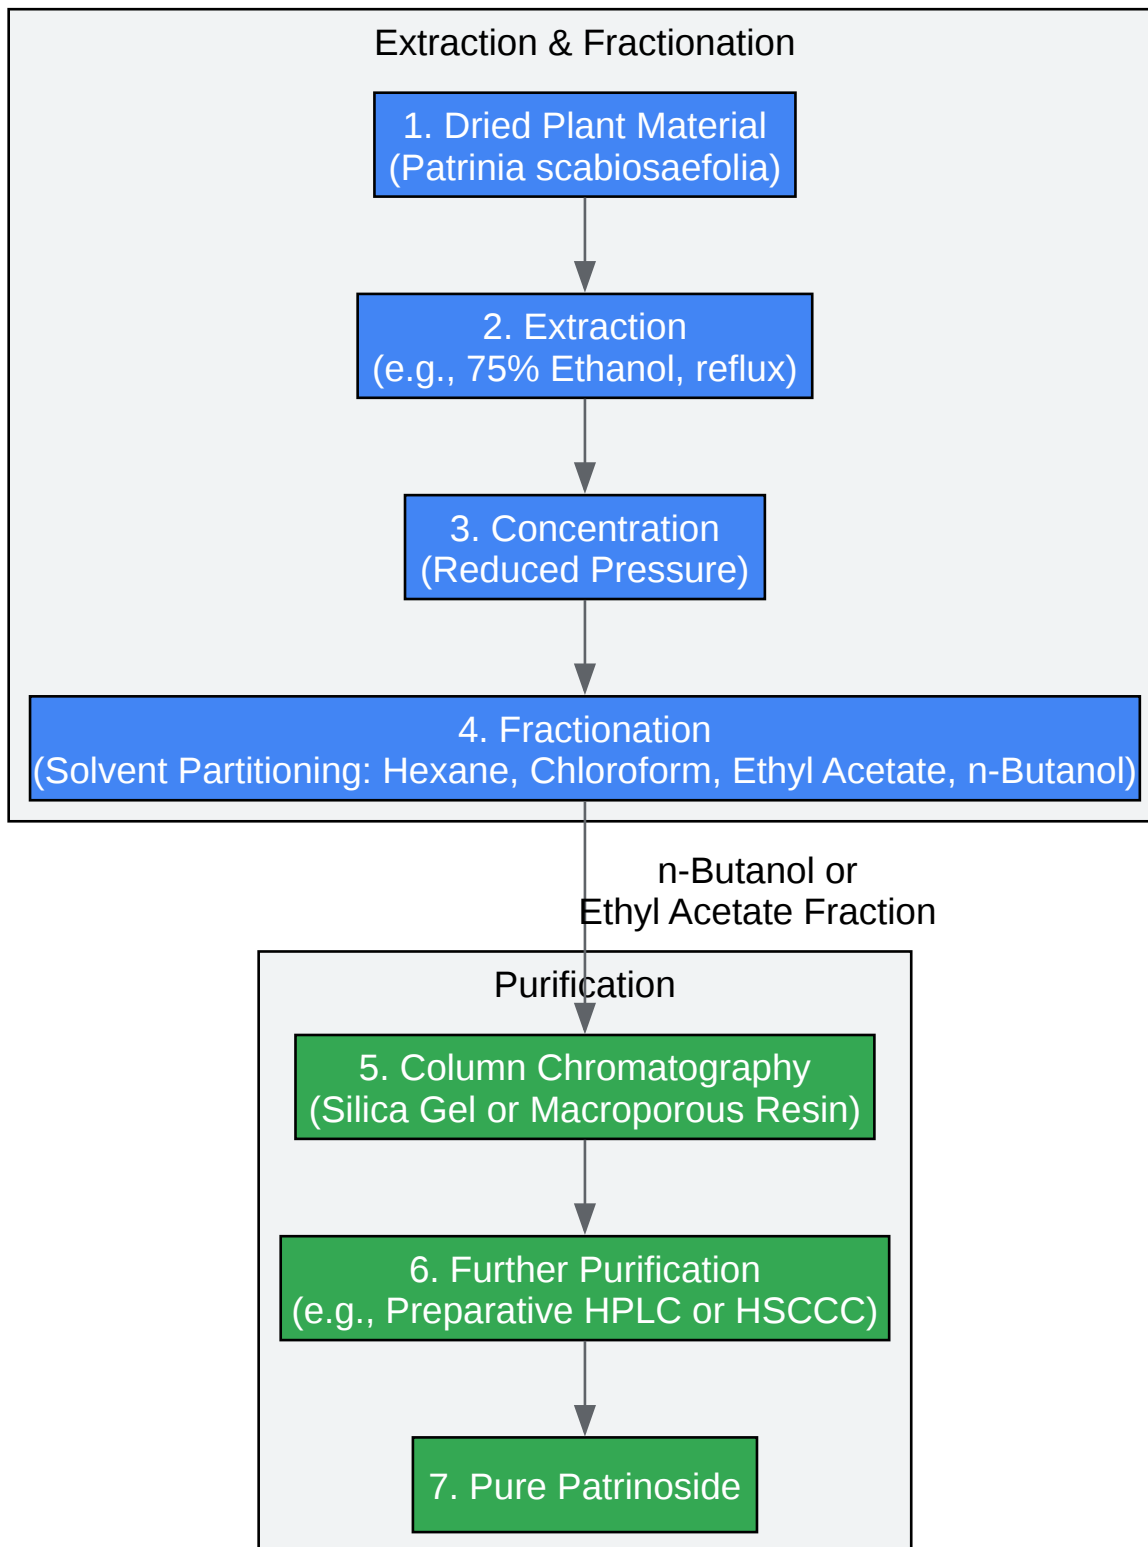 Extraction & Fractionation
1. Dried Plant Material
(Patrinia scabiosaefolia)
2. Extraction
(e.g., 75% Ethanol, reflux)
3. Concentration
(Reduced Pressure)
4. Fractionation
(Solvent Partitioning: Hexane, Chloroform, Ethyl Acetate, n-Butanol)
n-Butanol or
Ethyl Acetate Fraction
Purification
5. Column Chromatography
(Silica Gel or Macroporous Resin)
6. Further Purification
(e.g., Preparative HPLC or HSCCC)
7. Pure Patrinoside